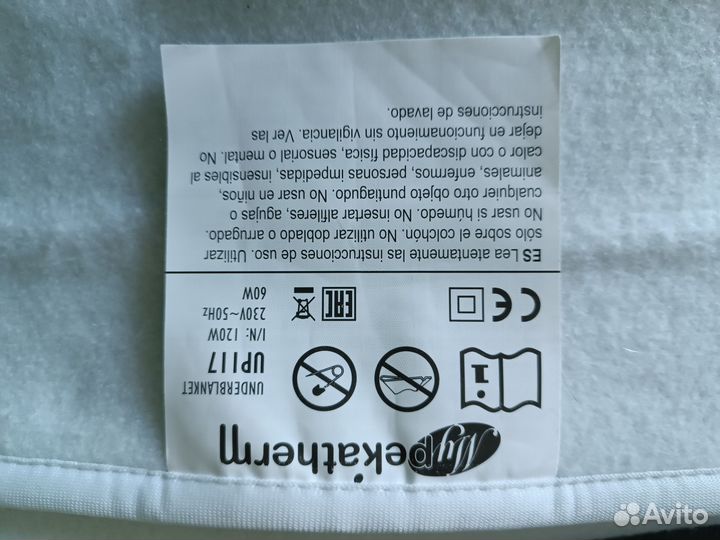 My pekatherm
UNDERBLANKET
UP117
I/N: 120W
230V~50Hz
60W
i
CE
EAC
ES Lea atentamente las instrucciones de uso. Utilizar
sólo sobre el colchón. No utilizar doblado o arrugado.
No usar si húmedo. No insertar alfileres, agujas o
cualquier otro objeto puntiagudo. No usar en niños,
animales, enfermos, personas impedidas, insensibles al
calor o con discapacidad física, sensorial o mental. No
dejar en funcionamiento sin vigilancia. Ver las
instrucciones de lavado.
Avito